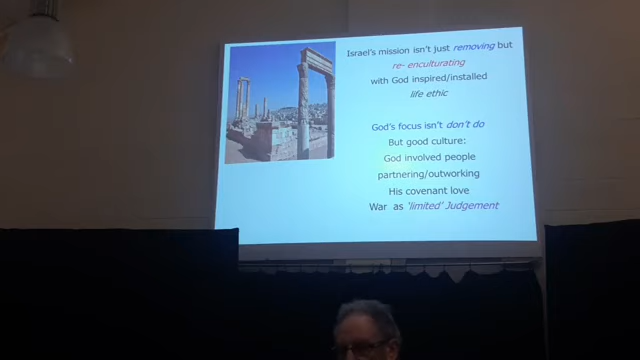 Israel's mission isn't just removing but
re- enculturating
with God inspired/installed
life ethic
God's focus isn't don't do
But good culture:
God involved people
partnering/outworking
His covenant love
War as 'limited' Judgement